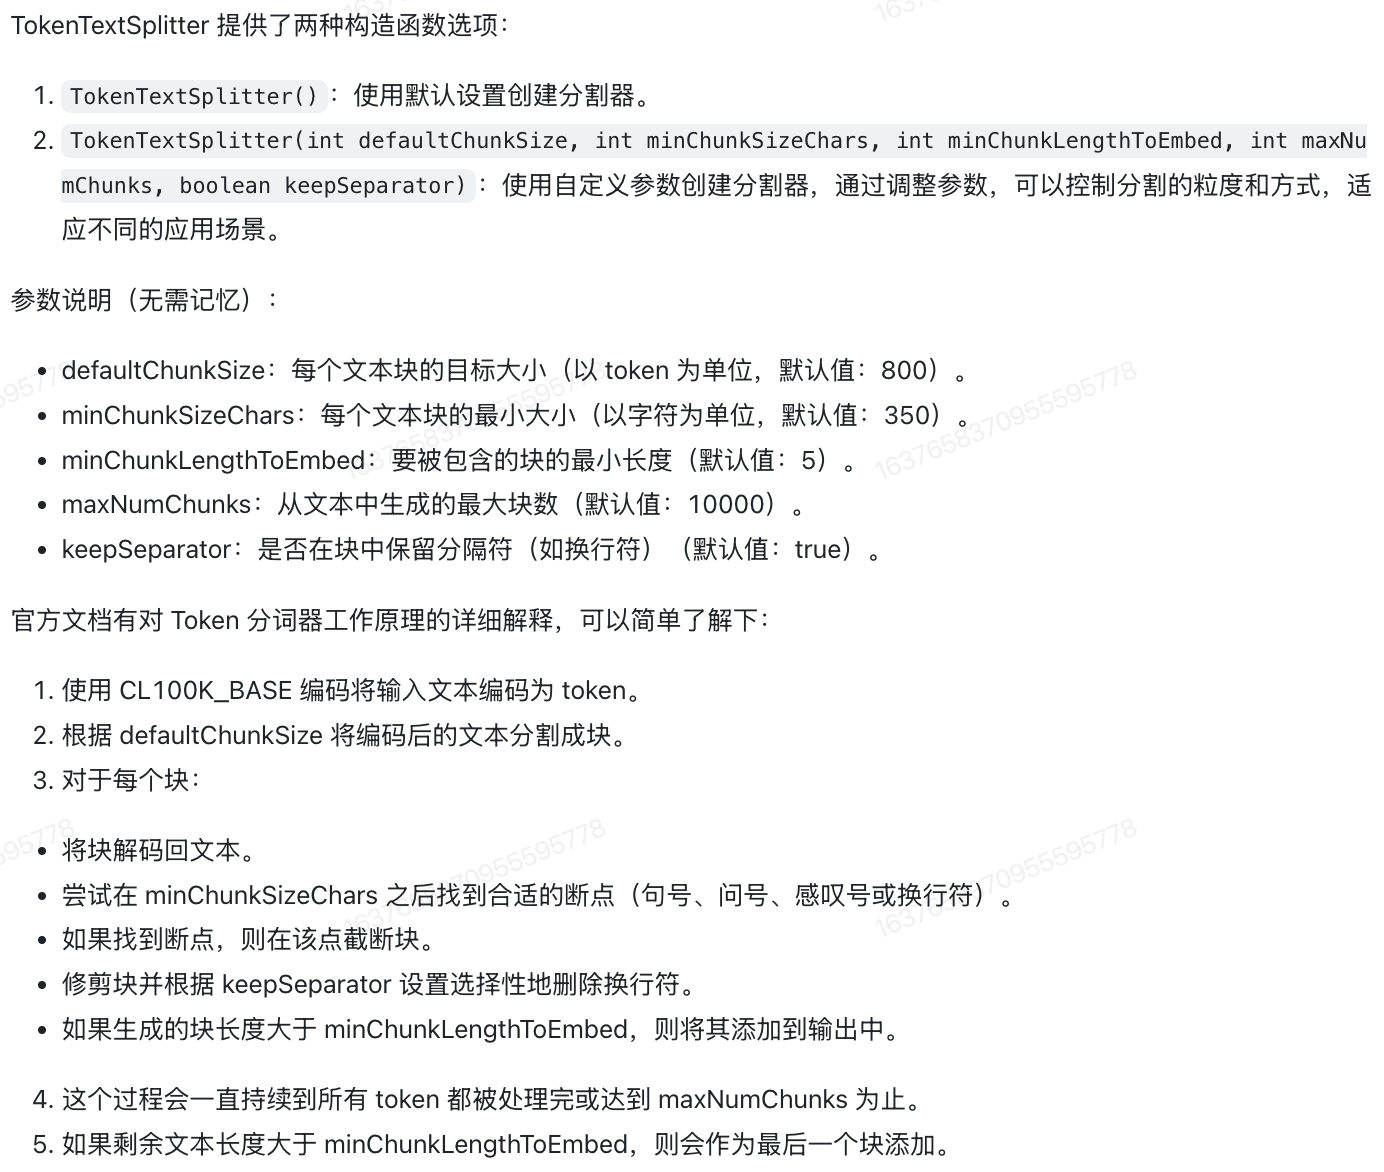 TokenTextSplitter 提供了两种构造函数选项：
1. TokenTextSplitter()：使用默认设置创建分割器。
2. TokenTextSplitter(int defaultChunkSize, int minChunkSizeChars, int minChunkLengthToEmbed, int maxNu
mChunks, boolean keepSeparator)：使用自定义参数创建分割器，通过调整参数，可以控制分割的粒度和方式，适
应不同的应用场景。
参数说明（无需记忆）：
• defaultChunkSize：每个文本块的目标大小（以 token 为单位，默认值：800）。
• minChunkSizeChars：每个文本块的最小大小（以字符为单位，默认值：350）。
• minChunkLengthToEmbed：要被包含的块的最小长度（默认值：5）。
• maxNumChunks：从文本中生成的最大块数（默认值：10000）。
• keepSeparator：是否在块中保留分隔符（如换行符）（默认值：true）。
官方文档有对 Token 分词器工作原理的详细解释，可以简单了解下：
1. 使用 CL100K_BASE 编码将输入文本编码为 token。
2. 根据 defaultChunkSize 将编码后的文本分割成块。
3. 对于每个块：
• 将块解码回文本。
• 尝试在 minChunkSizeChars 之后找到合适的断点（句号、问号、感叹号或换行符）。
• 如果找到断点，则在该点截断块。
• 修剪块并根据 keepSeparator 设置选择性地删除换行符。
• 如果生成的块长度大于 minChunkLengthToEmbed，则将其添加到输出中。
4. 这个过程会一直持续到所有 token 都被处理完或达到 maxNumChunks 为止。
5. 如果剩余文本长度大于 minChunkLengthToEmbed，则会作为最后一个块添加。
1637658370955595778